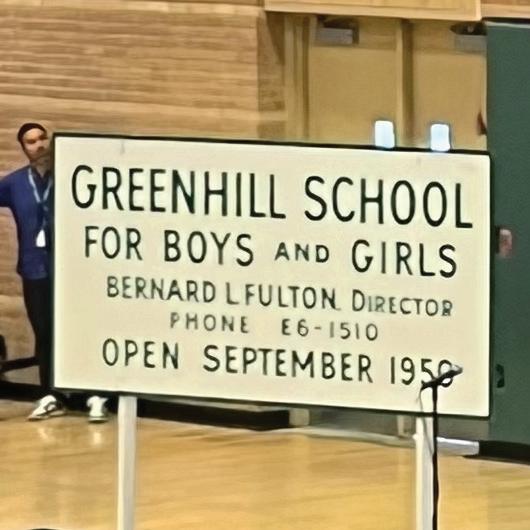 GREENHILL SCHOOL
FOR BOYS AND GIRLS
BERNARD L. FULTON, DIRECTOR
PHONE E6-1510
OPEN SEPTEMBER 1950